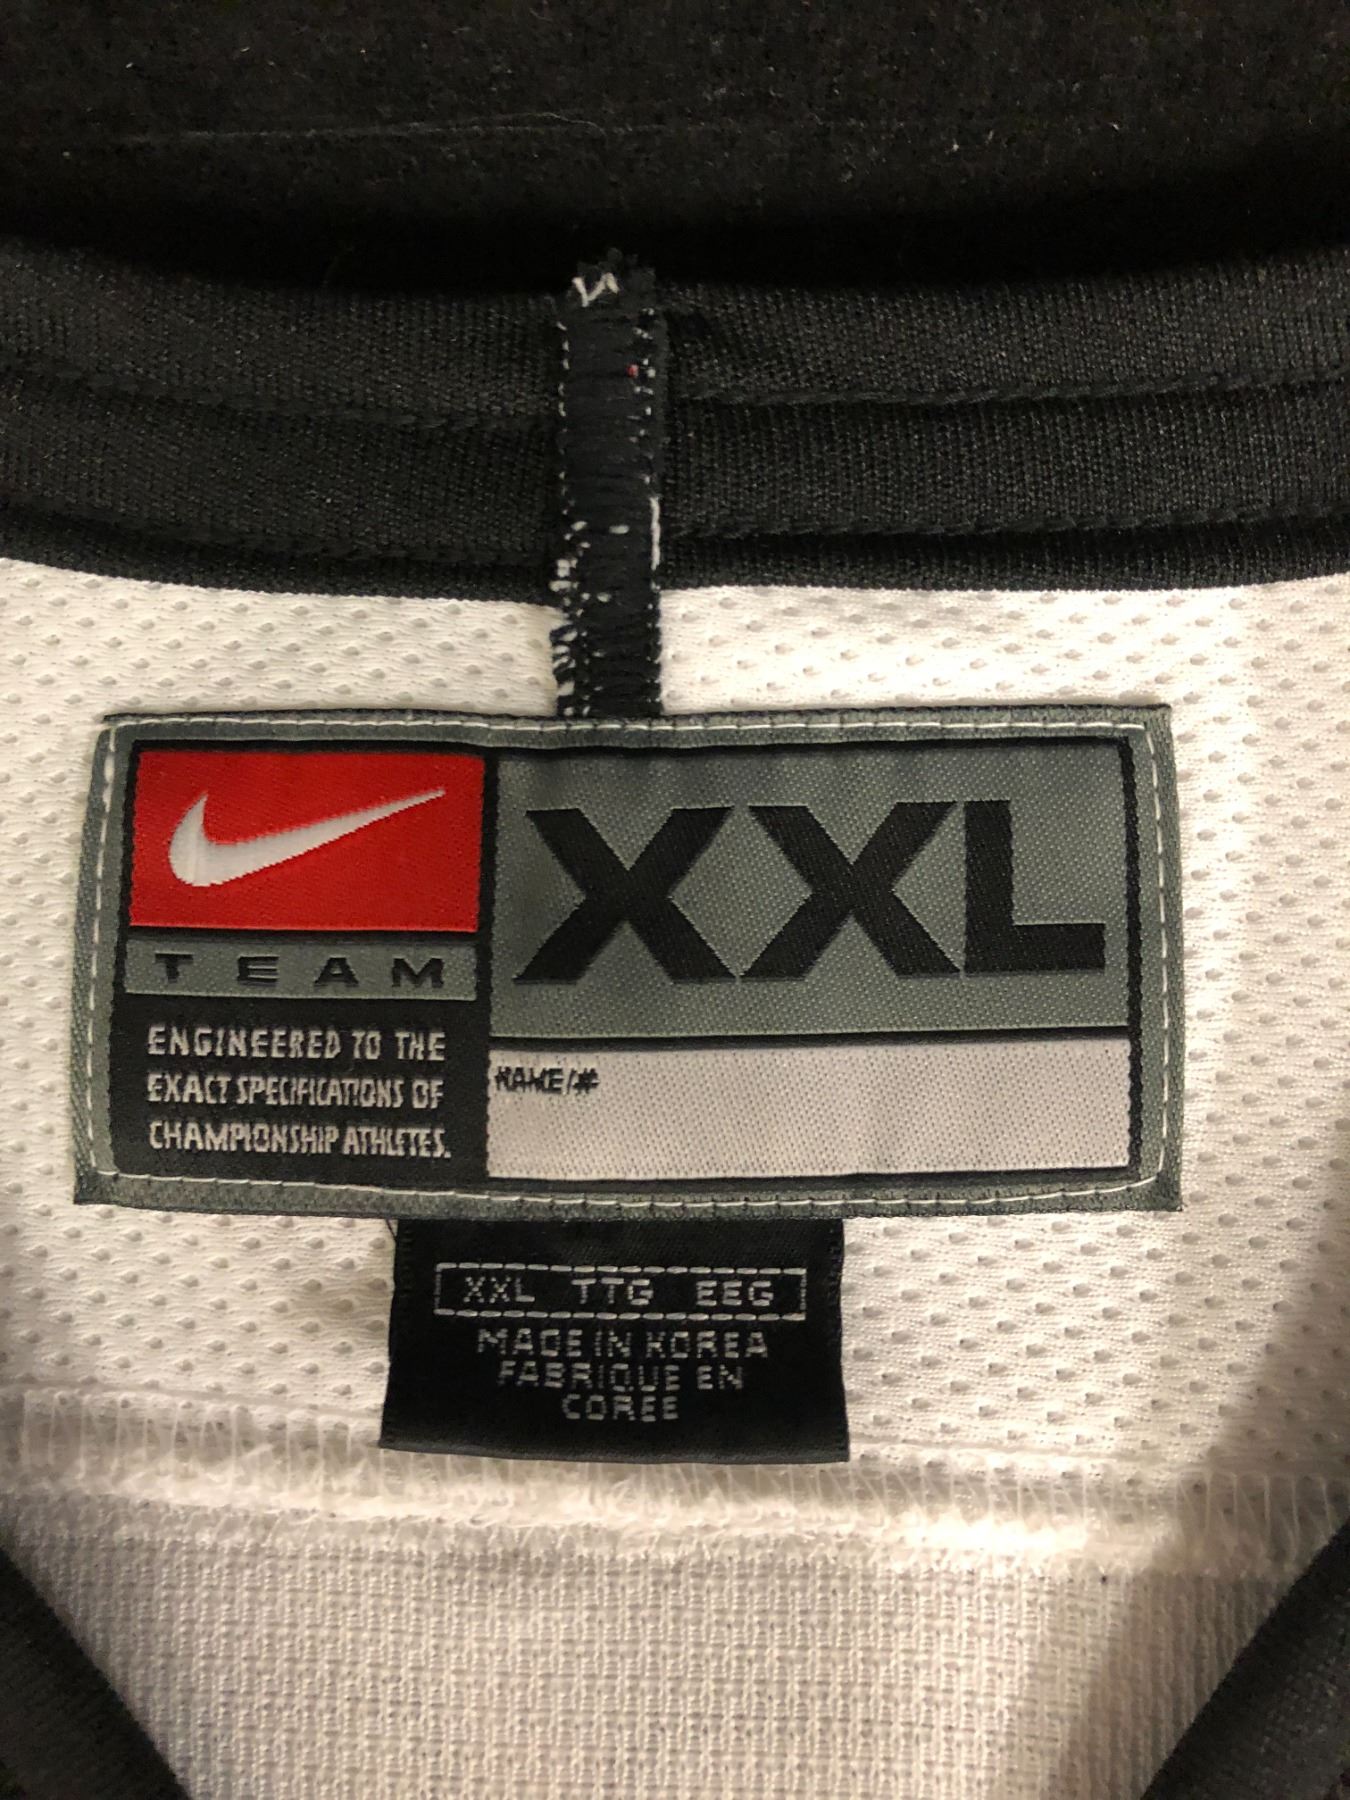 TEAM
ENGINEERED TO THE
EXACT SPECIFICATIONS OF
CHAMPIONSHIP ATHLETES.
XXL
NAME/#
XXL TTG EEG
MADE IN KOREA
FABRIQUE EN
COREE